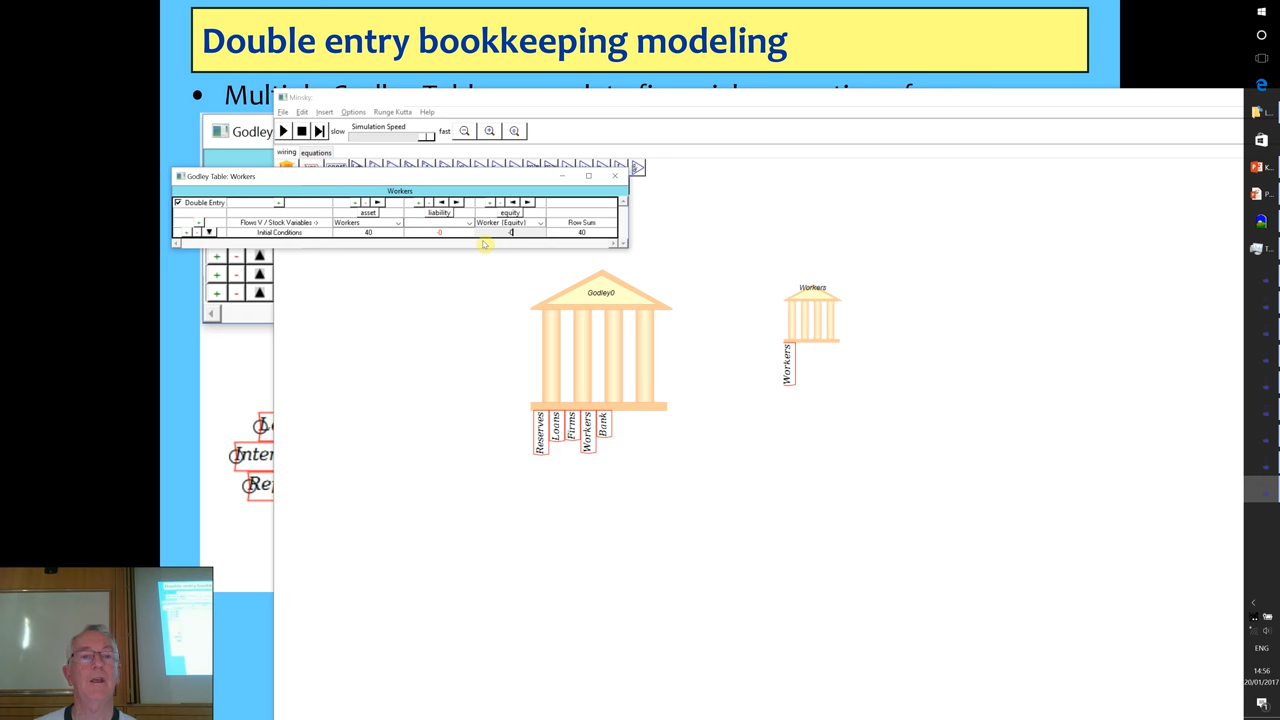 Double entry bookkeeping modeling
Minsky:
Godley
File Edit Insert Options Runge Kutta Help
slow
Simulation Speed
fast
wiring equations
Godley Table: Workers
Workers
Double Entry
asset liability equity
Flows V / Stock Variables -> Workers Worker (Equity) Flow Sum
Initial Conditions 40 -0 40
Godley0
Workers
Workers
Reserves
Loans
Firms
Workers
Bank
ENG
14:56
20/01/2017